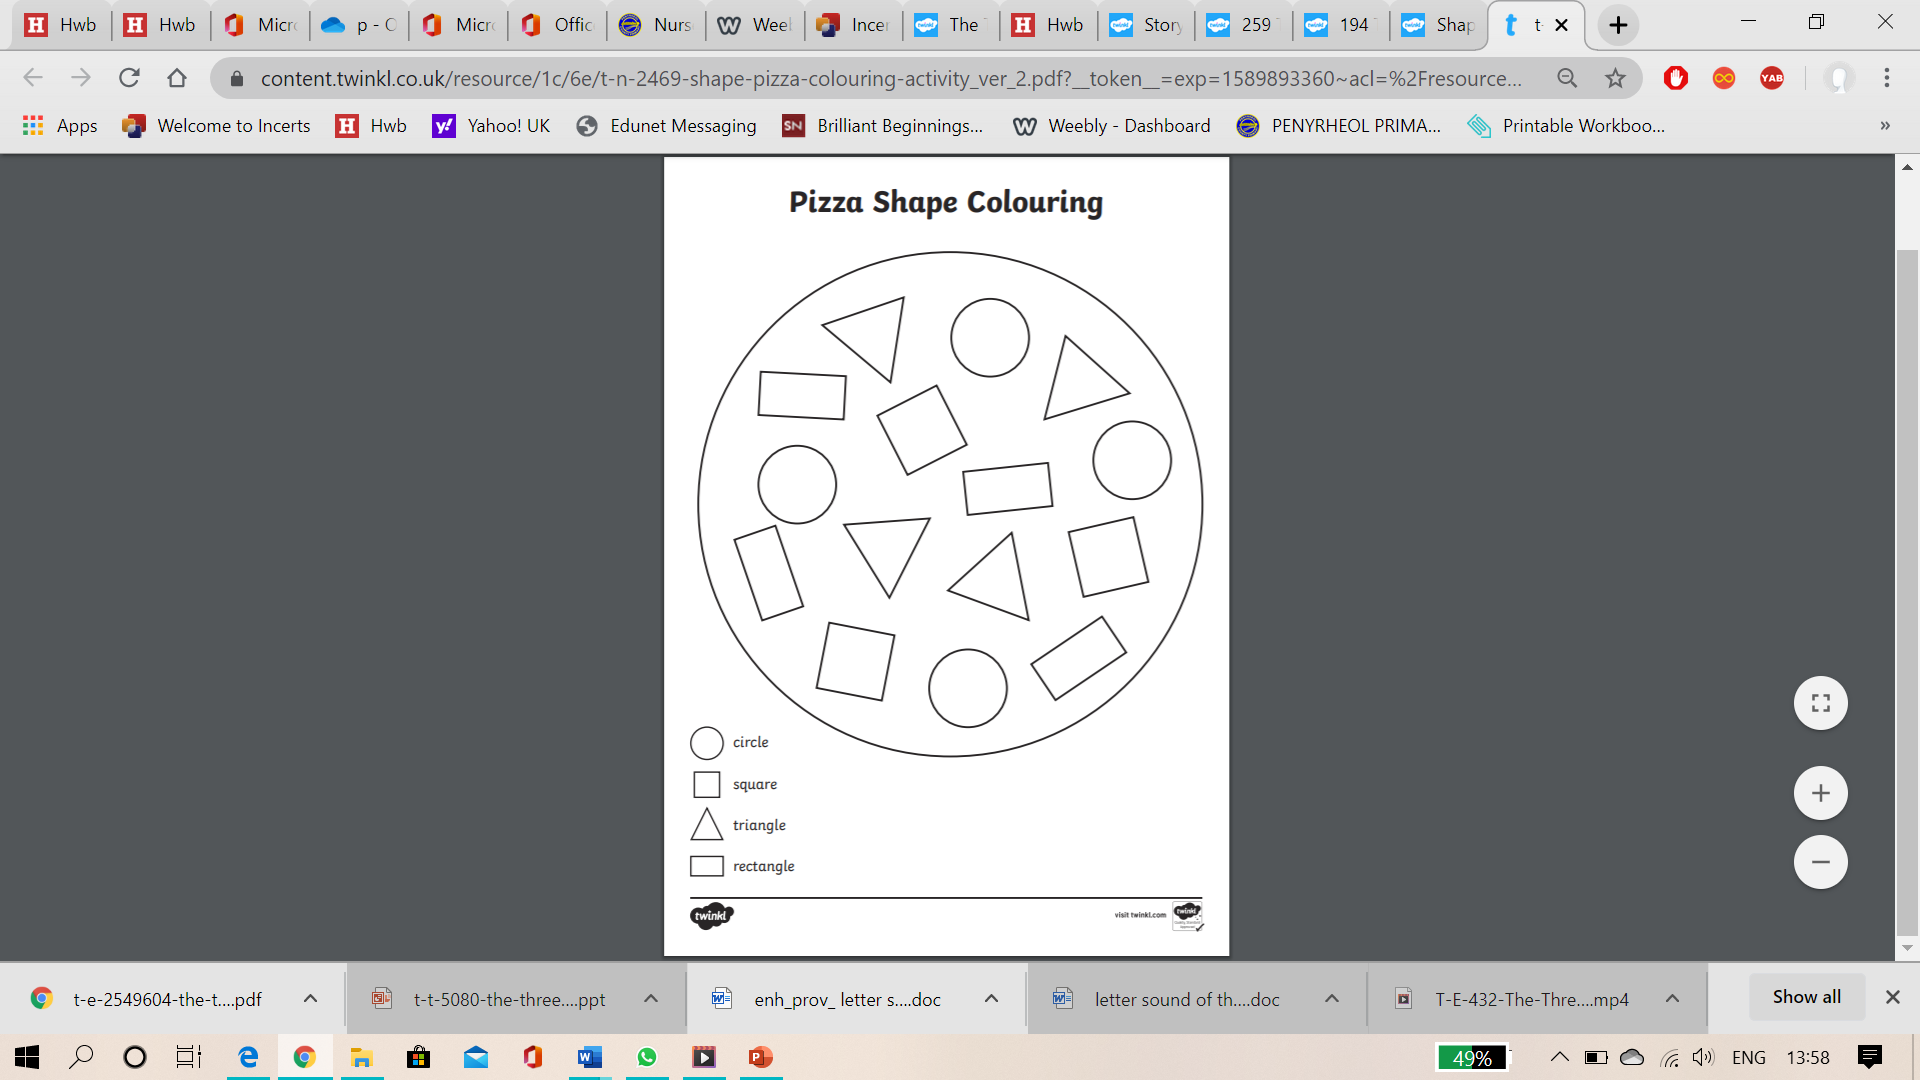 Hwb Hwb Micr p - O Micr Offic Nurs Wee Incer The Hwb Story 259 194 Shap t-
content.twinkl.co.uk/resource/1c/6e/t-n-2469-shape-pizza-colouring-activity_ver_2.pdf?__token__=exp=1589893360~acl=%2Fresource...
YAB
Apps Welcome to Incerts Hwb Yahoo! UK Edunet Messaging SN Brilliant Beginnings... Weebly - Dashboard PENYRHEOL PRIMA... Printable Workboo... »
Pizza Shape Colouring
circle
square
triangle
rectangle
twinkl visit twinkl.com twinkl
t-e-2549604-the-t....pdf t-t-5080-the-three....ppt enh_prov_ letter s....doc letter sound of th....doc T-E-432-The-Thre....mp4 Show all
49% ENG 13:58